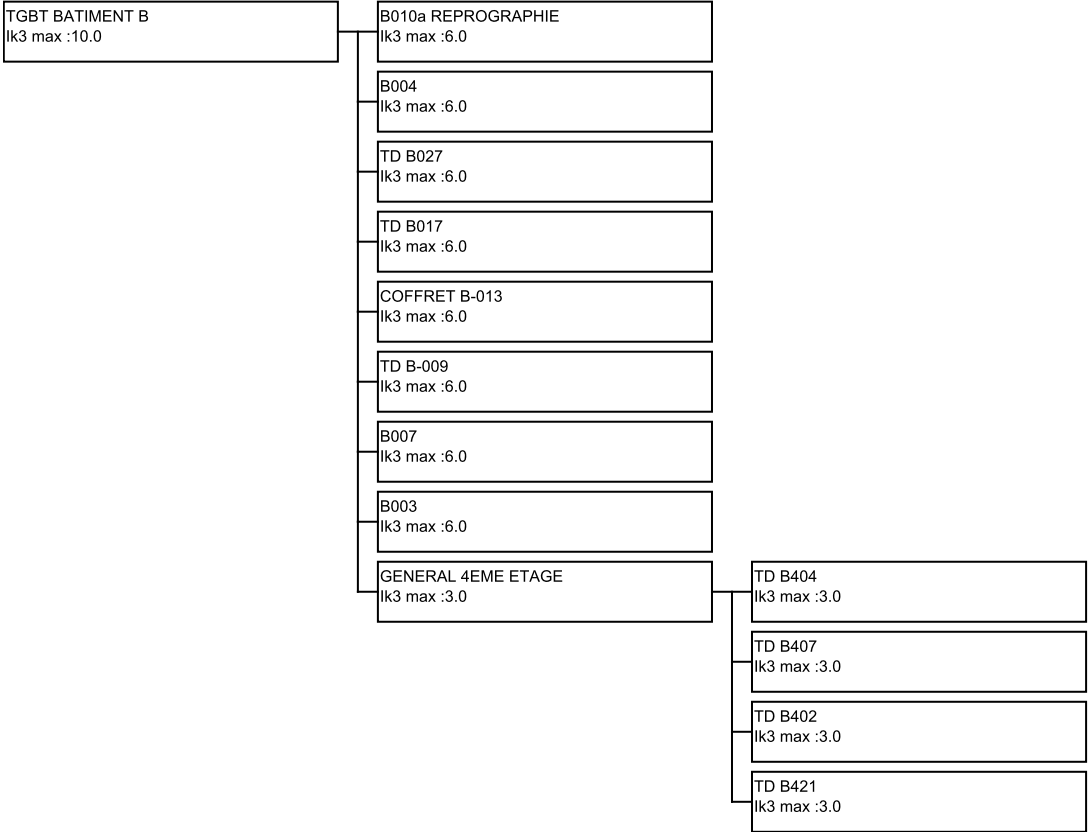 TGBT BATIMENT B
Ik3 max :10.0
B010a REPROGRAPHIE
Ik3 max :6.0
B004
Ik3 max :6.0
TD B027
Ik3 max :6.0
TD B017
Ik3 max :6.0
COFFRET B-013
Ik3 max :6.0
TD B-009
Ik3 max :6.0
B007
Ik3 max :6.0
B003
Ik3 max :6.0
GENERAL 4EME ETAGE
Ik3 max :3.0
TD B404
Ik3 max :3.0
TD B407
Ik3 max :3.0
TD B402
Ik3 max :3.0
TD B421
Ik3 max :3.0